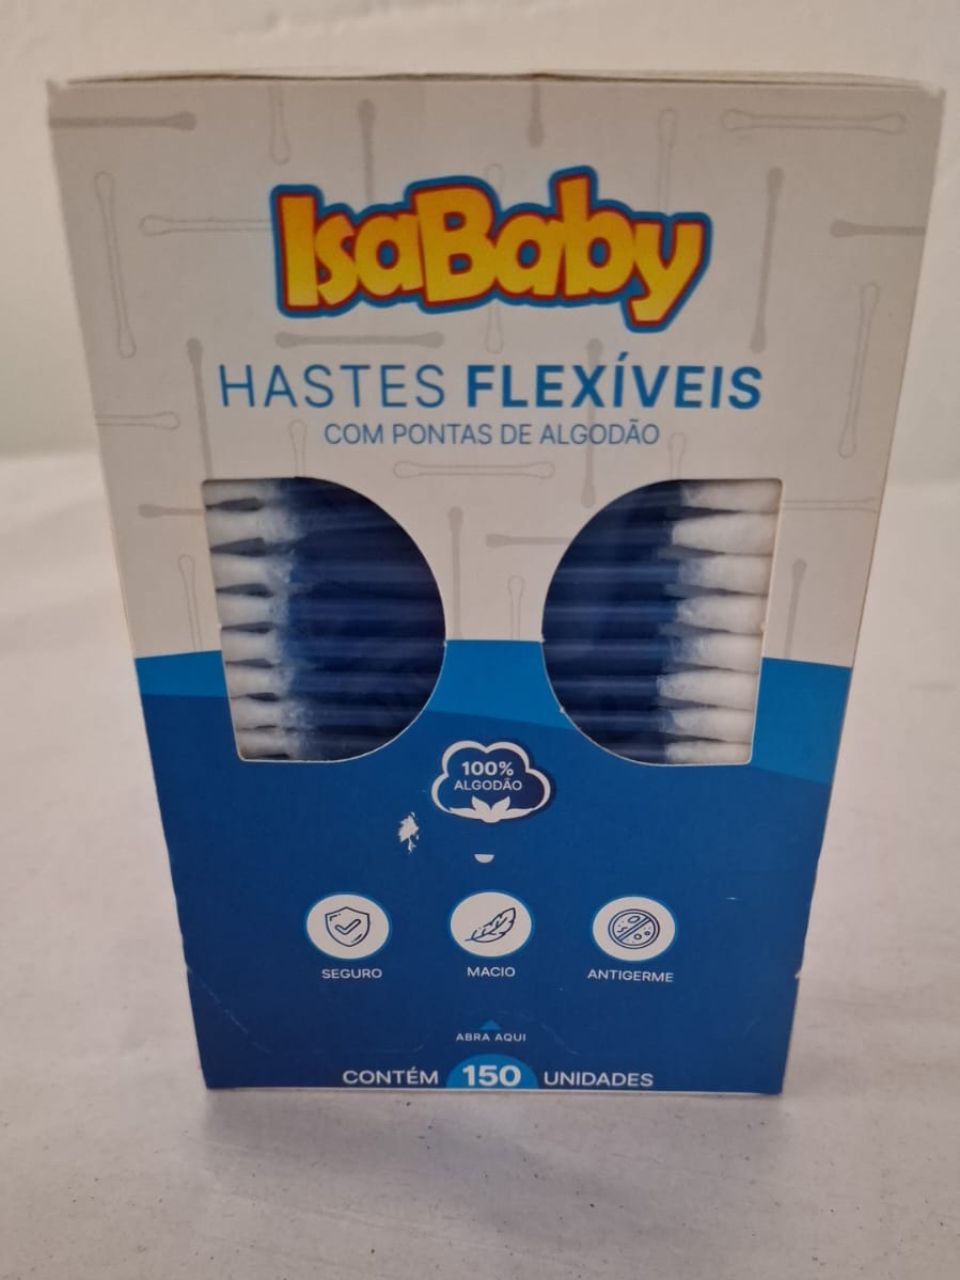 IsaBaby
HASTES FLEXÍVEIS
COM PONTAS DE ALGODÃO
100%
ALGODÃO
SEGURO
MACIO
ANTIGERME
ABRA AQUI
CONTÉM 150 UNIDADES